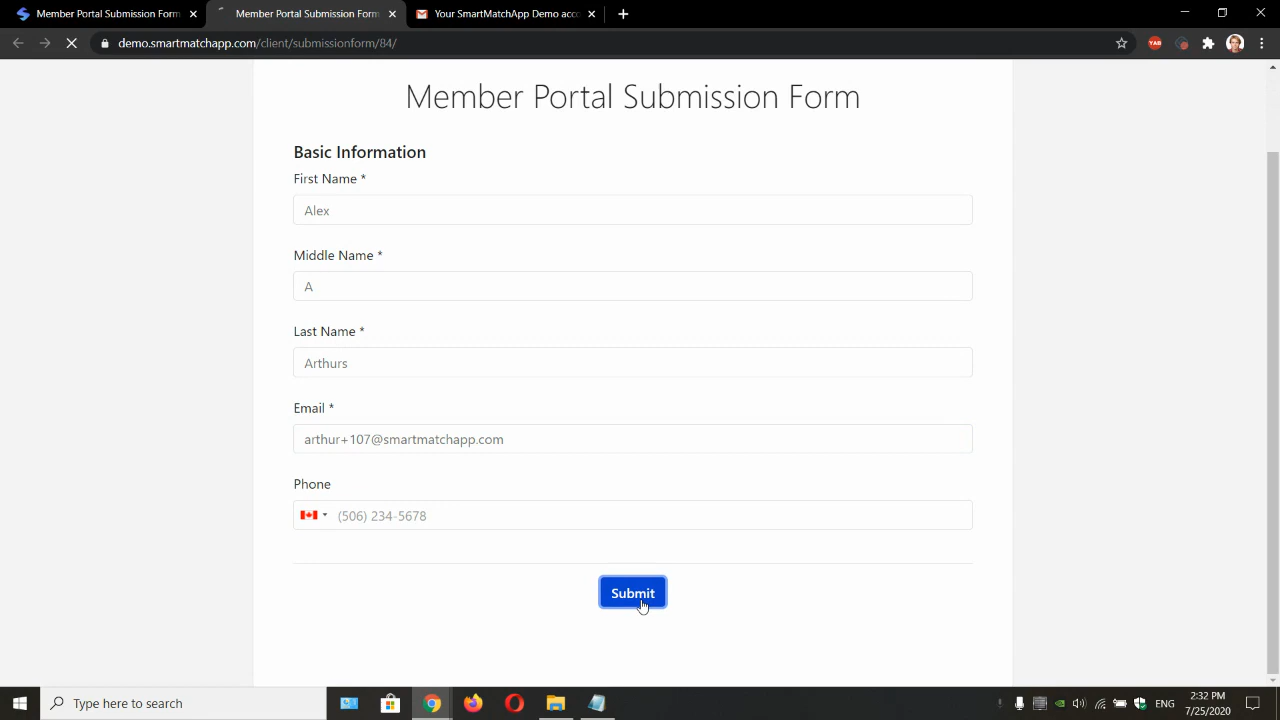 Member Portal Submission Form
Member Portal Submission Form
Your SmartMatchApp Demo acco
demo.smartmatchapp.com/client/submissionform/84/
YAB
Member Portal Submission Form
Basic Information
First Name *
Alex
Middle Name *
A
Last Name *
Arthurs
Email *
arthur+107@smartmatchapp.com
Phone
(506) 234-5678
Submit
Type here to search
ENG
2:32 PM
7/25/2020